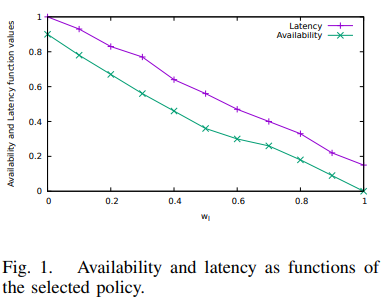 1
0.8
0.6
0.4
0.2
0
0 0.2 0.4 0.6 0.8 1
Availability and Latency function values
Latency
Availability
wl
Fig. 1. Availability and latency as functions of
the selected policy.